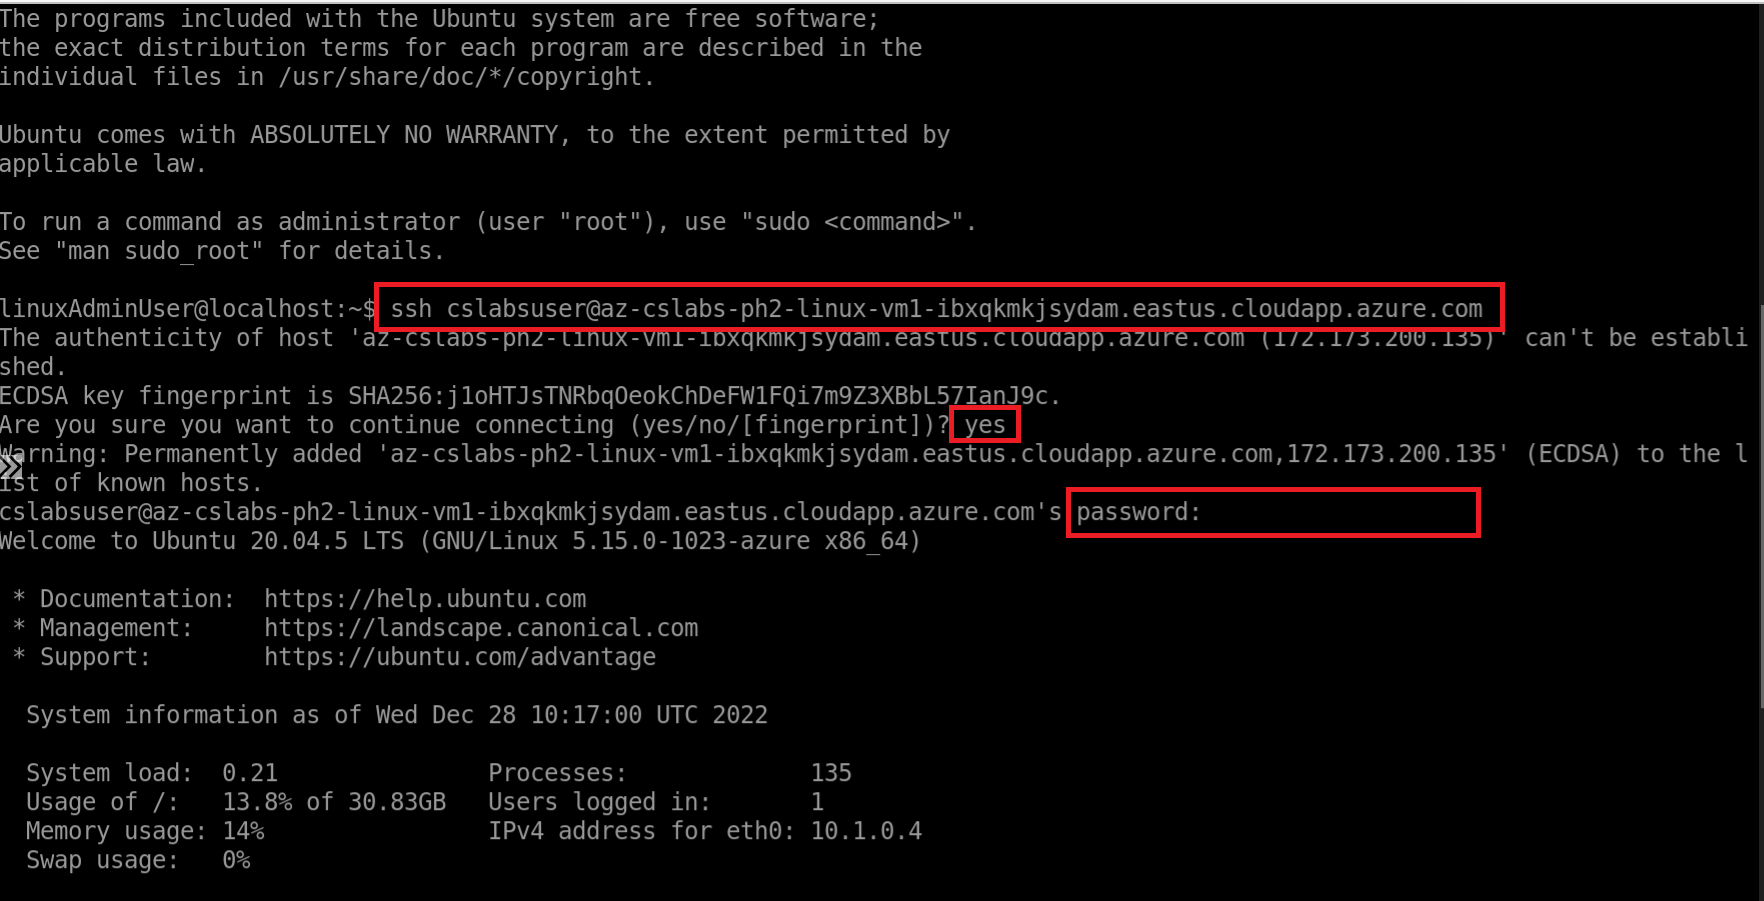 The programs included with the Ubuntu system are free software;
the exact distribution terms for each program are described in the
individual files in /usr/share/doc/*/copyright.
Ubuntu comes with ABSOLUTELY NO WARRANTY, to the extent permitted by
applicable law.
To run a command as administrator (user "root"), use "sudo <command>".
See "man sudo_root" for details.
linuxAdminUser@localhost:~$ ssh cslabsuser@az-cslabs-ph2-linux-vm1-ibxqkmkjsydam.eastus.cloudapp.azure.com
The authenticity of host 'az-cslabs-ph2-linux-vm1-ibxqkmkjsydam.eastus.cloudapp.azure.com (172.173.200.135)' can't be establi
shed.
ECDSA key fingerprint is SHA256:j1oHTJsTNRbqOeokChDeFW1FQi7m9Z3XBbL57IanJ9c.
Are you sure you want to continue connecting (yes/no/[fingerprint])? yes
Warning: Permanently added 'az-cslabs-ph2-linux-vm1-ibxqkmkjsydam.eastus.cloudapp.azure.com,172.173.200.135' (ECDSA) to the l
ist of known hosts.
cslabsuser@az-cslabs-ph2-linux-vm1-ibxqkmkjsydam.eastus.cloudapp.azure.com's password:
Welcome to Ubuntu 20.04.5 LTS (GNU/Linux 5.15.0-1023-azure x86_64)
* Documentation:  https://help.ubuntu.com
* Management:     https://landscape.canonical.com
* Support:        https://ubuntu.com/advantage
System information as of Wed Dec 28 10:17:00 UTC 2022
System load:  0.21               Processes:             135
Usage of /:   13.8% of 30.83GB   Users logged in:       1
Memory usage: 14%                IPv4 address for eth0: 10.1.0.4
Swap usage:   0%